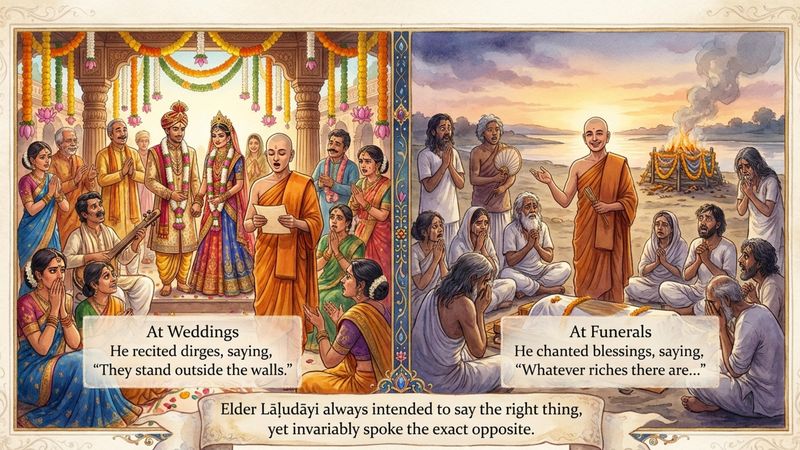 At Weddings
He recited dirges, saying,
“They stand outside the walls.”
At Funerals
He chanted blessings, saying,
“Whatever riches there are...”
Elder Lāḷudāyi always intended to say the right thing,
yet invariably spoke the exact opposite.